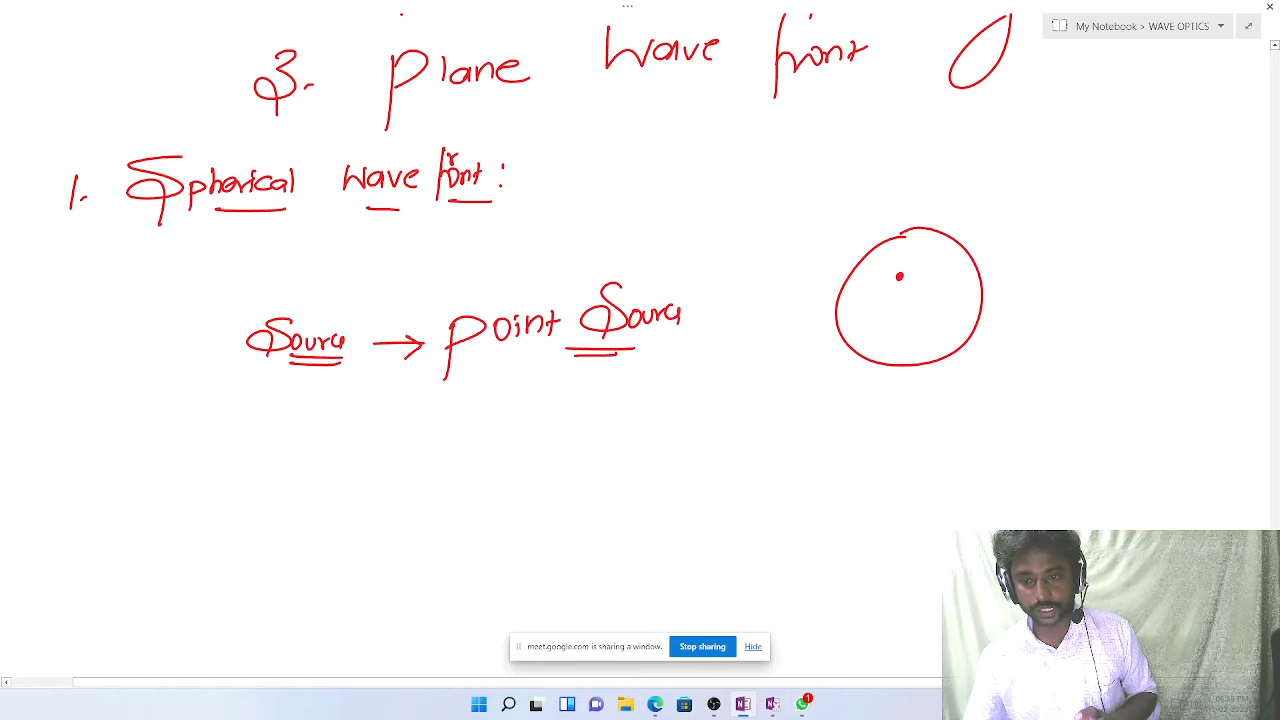 My Notebook > WAVE OPTICS
3. Plane Wave front
1. Spherical Wave front:
Source → point Source
meet.google.com is sharing a window. Stop sharing Hide
1